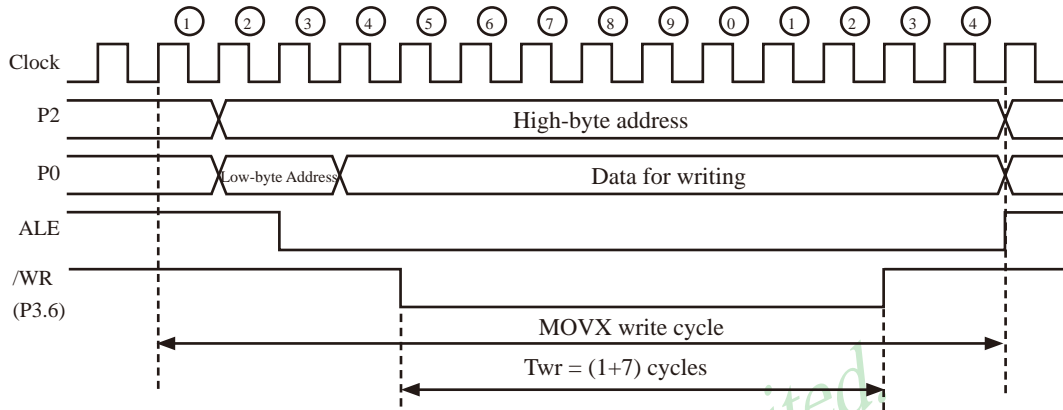 1 2 3 4 5 6 7 8 9 0 1 2 3 4
Clock
P2 High-byte address
P0 Low-byte Address Data for writing
ALE
/WR
(P3.6)
MOVX write cycle
Twr = (1+7) cycles